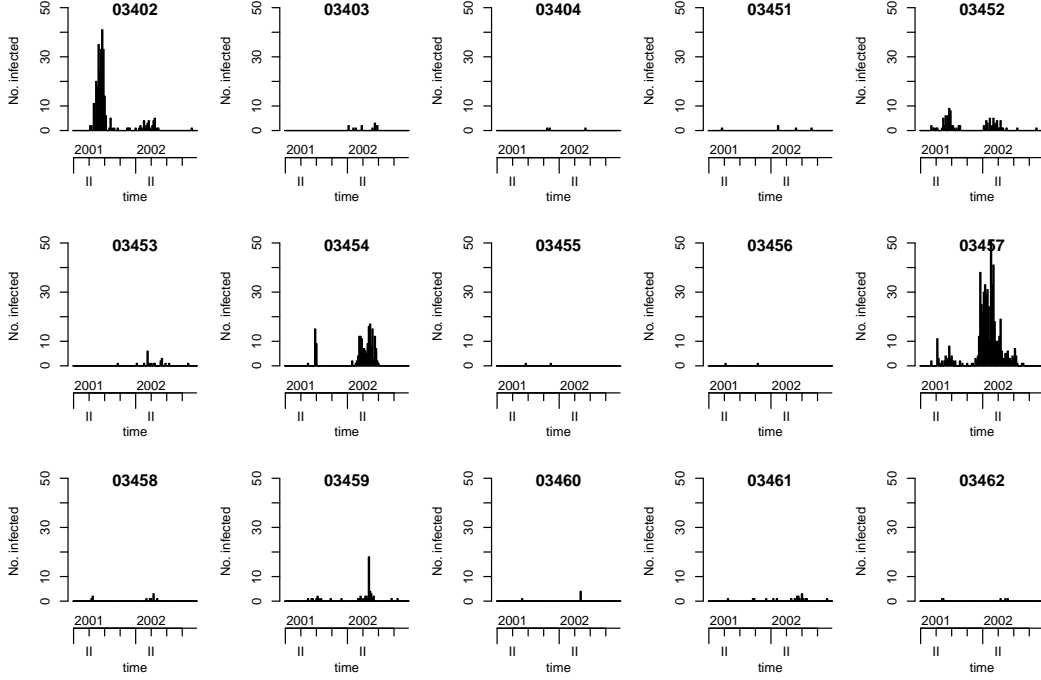 03402 03403 03404 03451 03452
No. infected No. infected No. infected No. infected No. infected
50 50 50 50 50
30 30 30 30 30
10 10 10 10 10
0 0 0 0 0
2001 2002 2001 2002 2001 2002 2001 2002 2001 2002
II II II II II II II II II II
time time time time time
03453 03454 03455 03456 03457
No. infected No. infected No. infected No. infected No. infected
50 50 50 50 50
30 30 30 30 30
10 10 10 10 10
0 0 0 0 0
2001 2002 2001 2002 2001 2002 2001 2002 2001 2002
II II II II II II II II II II
time time time time time
03458 03459 03460 03461 03462
No. infected No. infected No. infected No. infected No. infected
50 50 50 50 50
30 30 30 30 30
10 10 10 10 10
0 0 0 0 0
2001 2002 2001 2002 2001 2002 2001 2002 2001 2002
II II II II II II II II II II
time time time time time